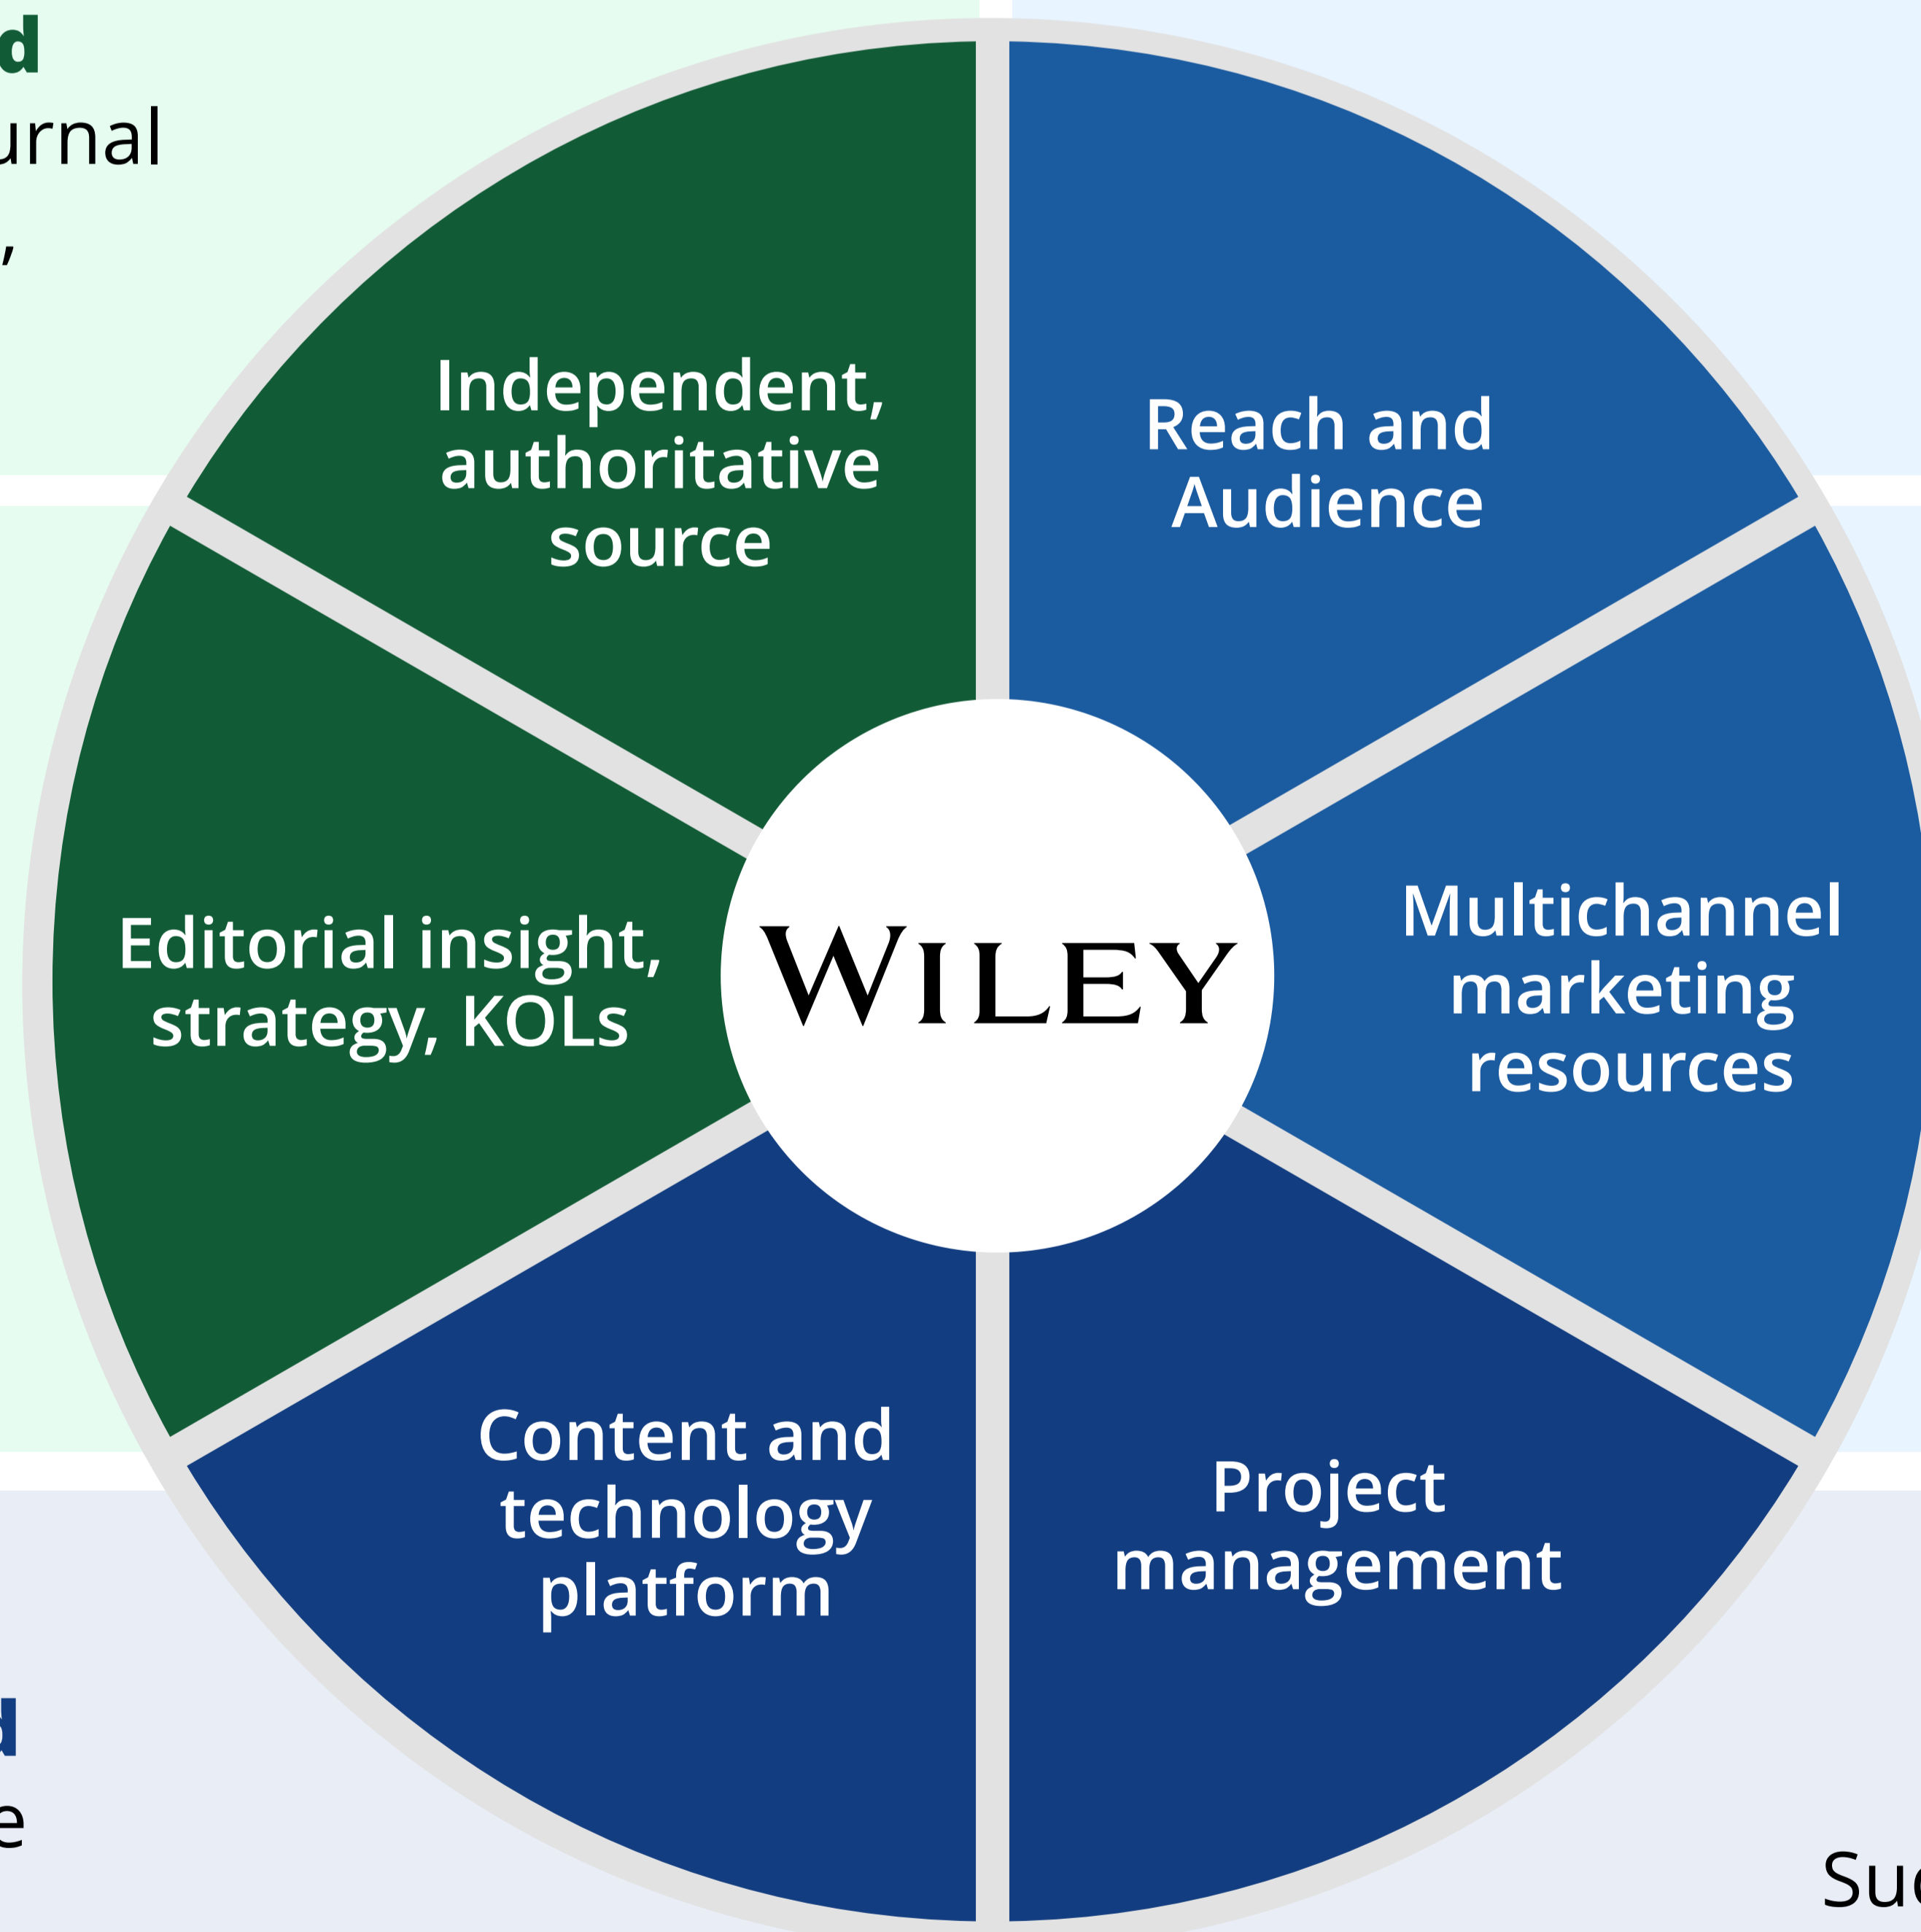 Independent,
authoritative
source
Reach and
Audience
Editorial insight,
strategy, KOLs
WILEY
Multichannel
marketing
resources
Content and
technology
platform
Project
management